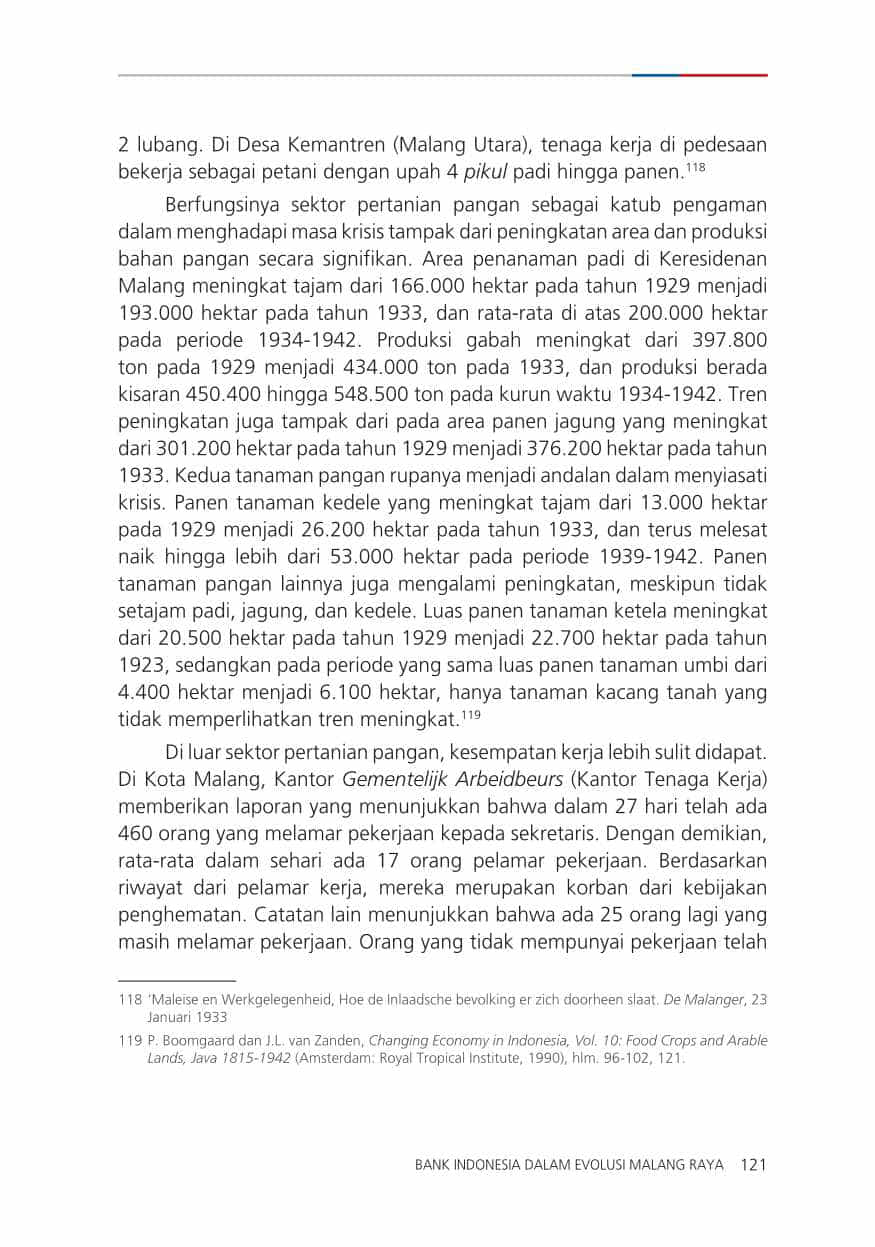 2 lubang. Di Desa Kemantren (Malang Utara), tenaga kerja di pedesaan
bekerja sebagai petani dengan upah 4 pikul padi hingga panen.118
Berfungsinya sektor pertanian pangan sebagai katub pengaman
dalam menghadapi masa krisis tampak dari peningkatan area dan produksi
bahan pangan secara signifikan. Area penanaman padi di Keresidenan
Malang meningkat tajam dari 166.000 hektar pada tahun 1929 menjadi
193.000 hektar pada tahun 1933, dan rata-rata di atas 200.000 hektar
pada periode 1934-1942. Produksi gabah meningkat dari 397.800
ton pada 1929 menjadi 434.000 ton pada 1933, dan produksi berada
kisaran 450.400 hingga 548.500 ton pada kurun waktu 1934-1942. Tren
peningkatan juga tampak dari pada area panen jagung yang meningkat
dari 301.200 hektar pada tahun 1929 menjadi 376.200 hektar pada tahun
1933. Kedua tanaman pangan rupanya menjadi andalan dalam menyiasati
krisis. Panen tanaman kedele yang meningkat tajam dari 13.000 hektar
pada 1929 menjadi 26.200 hektar pada tahun 1933, dan terus melesat
naik hingga lebih dari 53.000 hektar pada periode 1939-1942. Panen
tanaman pangan lainnya juga mengalami peningkatan, meskipun tidak
setajam padi, jagung, dan kedele. Luas panen tanaman ketela meningkat
dari 20.500 hektar pada tahun 1929 menjadi 22.700 hektar pada tahun
1923, sedangkan pada periode yang sama luas panen tanaman umbi dari
4.400 hektar menjadi 6.100 hektar, hanya tanaman kacang tanah yang
tidak memperlihatkan tren meningkat.119
Di luar sektor pertanian pangan, kesempatan kerja lebih sulit didapat.
Di Kota Malang, Kantor Gementelijk Arbeidbeurs (Kantor Tenaga Kerja)
memberikan laporan yang menunjukkan bahwa dalam 27 hari telah ada
460 orang yang melamar pekerjaan kepada sekretaris. Dengan demikian,
rata-rata dalam sehari ada 17 orang pelamar pekerjaan. Berdasarkan
riwayat dari pelamar kerja, mereka merupakan korban dari kebijakan
penghematan. Catatan lain menunjukkan bahwa ada 25 orang lagi yang
masih melamar pekerjaan. Orang yang tidak mempunyai pekerjaan telah
118 ‘Maleise en Werkgelegenheid, Hoe de Inlaadsche bevolking er zich doorheen slaat. De Malanger, 23
Januari 1933
119 P. Boomgaard dan J.L. van Zanden, Changing Economy in Indonesia, Vol. 10: Food Crops and Arable
Lands, Java 1815-1942 (Amsterdam: Royal Tropical Institute, 1990), hlm. 96-102, 121.
BANK INDONESIA DALAM EVOLUSI MALANG RAYA 121